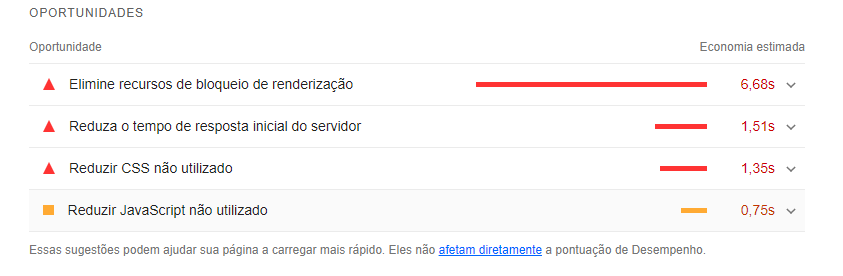 OPORTUNIDADES
Oportunidade Economia estimada
Elimine recursos de bloqueio de renderização 6,68s
Reduza o tempo de resposta inicial do servidor 1,51s
Reduzir CSS não utilizado 1,35s
Reduzir JavaScript não utilizado 0,75s
Essas sugestões podem ajudar sua página a carregar mais rápido. Eles não afetam diretamente a pontuação de Desempenho.